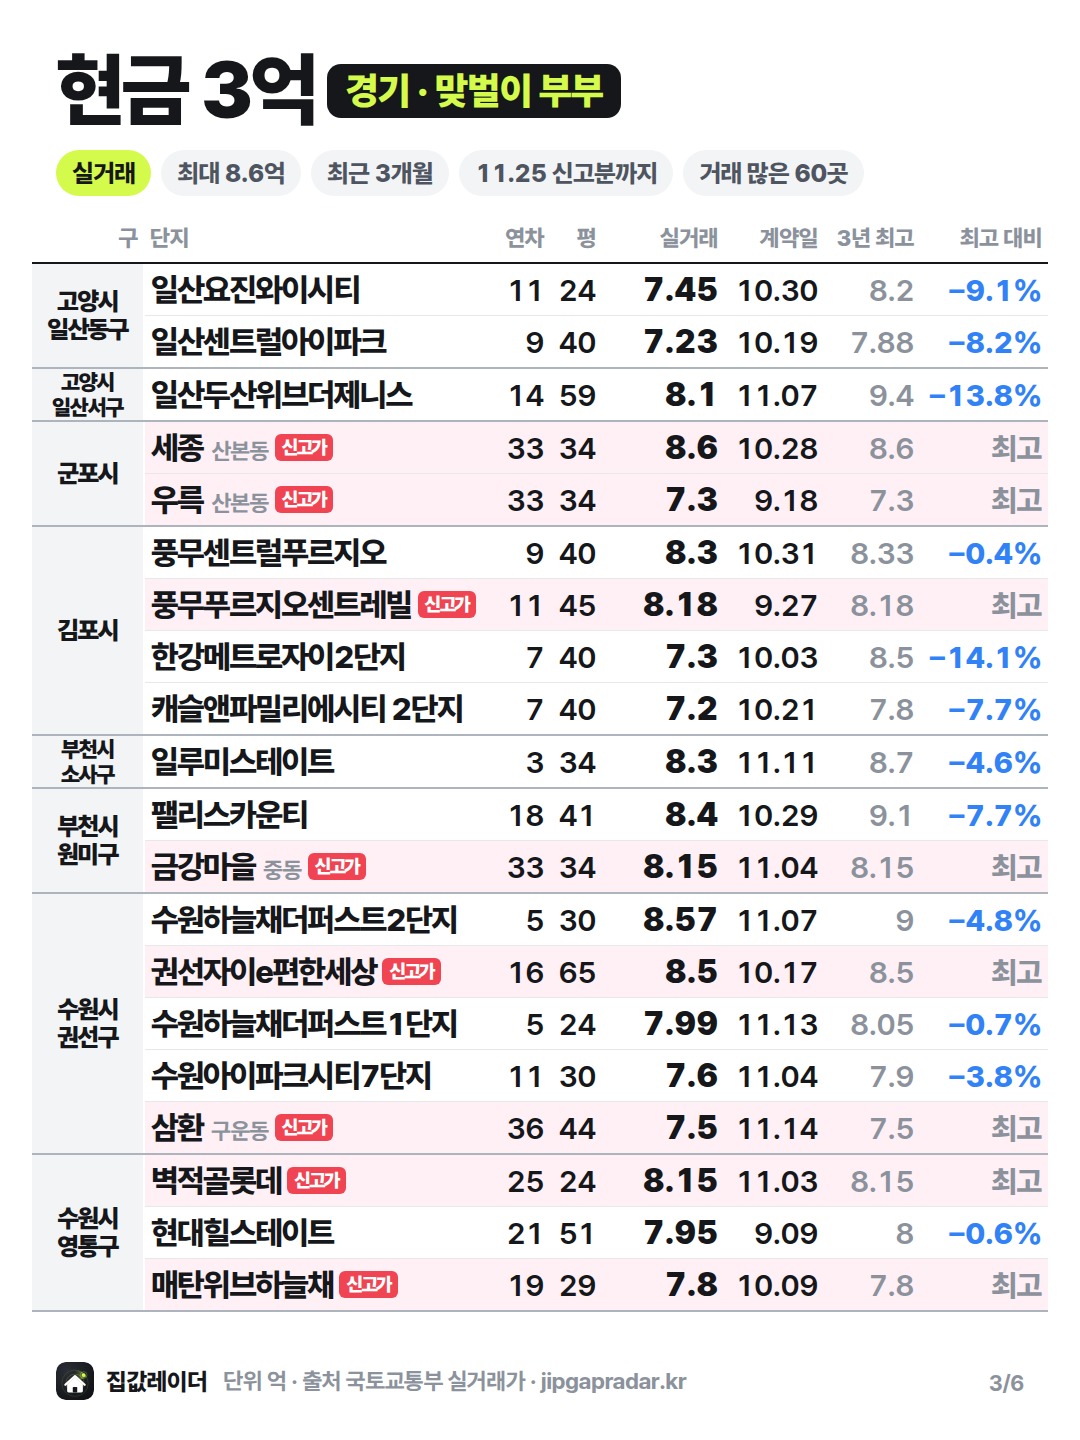 현금 3억 경기 · 맞벌이 부부
실거래 최대 8.6억 최근 3개월 11.25 신고분까지 거래 많은 60곳
구 단지 연차 평 실거래 계약일 3년 최고 최고 대비
고양시 일산동구
일산요진와이시티 11 24 7.45 10.30 8.2 −9.1%
일산센트럴아이파크 9 40 7.23 10.19 7.88 −8.2%
고양시 일산서구
일산두산위브더제니스 14 59 8.1 11.07 9.4 −13.8%
군포시
세종 산본동 신고가 33 34 8.6 10.28 8.6 최고
우륵 산본동 신고가 33 34 7.3 9.18 7.3 최고
김포시
풍무센트럴푸르지오 9 40 8.3 10.31 8.33 −0.4%
풍무푸르지오센트레빌 신고가 11 45 8.18 9.27 8.18 최고
한강메트로자이2단지 7 40 7.3 10.03 8.5 −14.1%
캐슬앤파밀리에시티 2단지 7 40 7.2 10.21 7.8 −7.7%
부천시 소사구
일루미스테이트 3 34 8.3 11.11 8.7 −4.6%
부천시 원미구
팰리스카운티 18 41 8.4 10.29 9.1 −7.7%
금강마을 중동 신고가 33 34 8.15 11.04 8.15 최고
수원시 권선구
수원하늘채더퍼스트2단지 5 30 8.57 11.07 9 −4.8%
권선자이e편한세상 신고가 16 65 8.5 10.17 8.5 최고
수원하늘채더퍼스트1단지 5 24 7.99 11.13 8.05 −0.7%
수원아이파크시티7단지 11 30 7.6 11.04 7.9 −3.8%
삼환 구운동 신고가 36 44 7.5 11.14 7.5 최고
수원시 영통구
벽적골롯데 신고가 25 24 8.15 11.03 8.15 최고
현대힐스테이트 21 51 7.95 9.09 8 −0.6%
매탄위브하늘채 신고가 19 29 7.8 10.09 7.8 최고
집값레이더 단위 억 · 출처 국토교통부 실거래가 · jipgapradar.kr 3/6